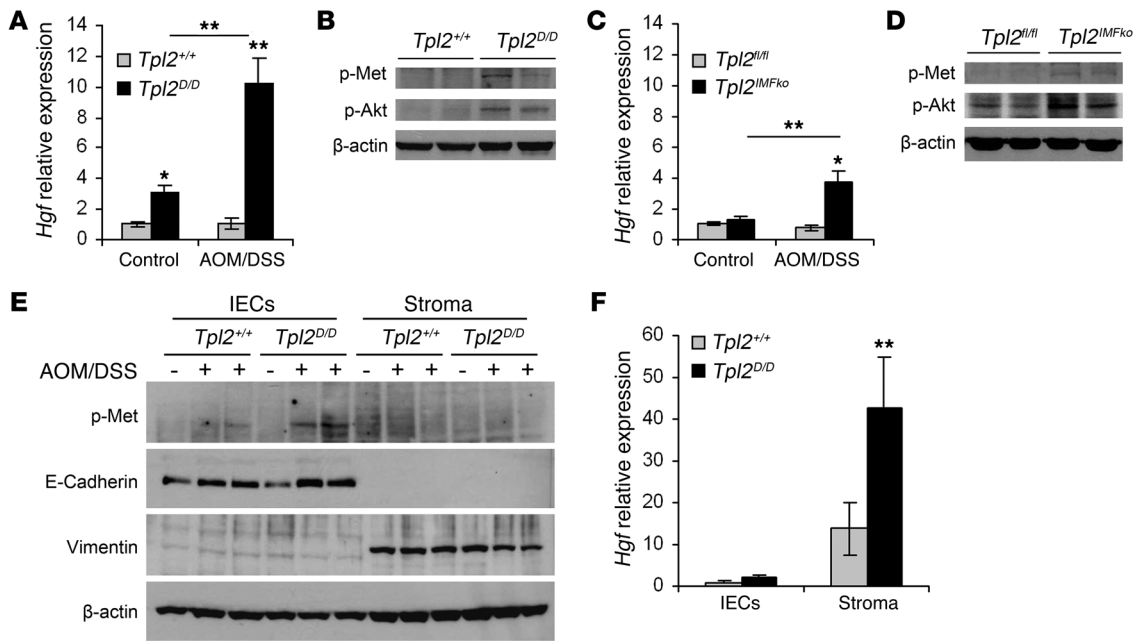 A
Hgf relative expression
14
12
10
8
6
4
2
0
**
Tpl2+/+
Tpl2D/D
*
**
Control
AOM/DSS
B
Tpl2+/+ Tpl2D/D
p-Met
p-Akt
β-actin
C
Hgf relative expression
14
12
10
8
6
4
2
0
Tpl2fl/fl
Tpl2IMFko
**
*
Control
AOM/DSS
D
Tpl2fl/fl Tpl2IMFko
p-Met
p-Akt
β-actin
E
IECs Stroma
Tpl2+/+ Tpl2D/D Tpl2+/+ Tpl2D/D
AOM/DSS - + + - + + - + + - + +
p-Met
E-Cadherin
Vimentin
β-actin
F
Hgf relative expression
60
50
40
30
20
10
0
Tpl2+/+
Tpl2D/D
**
IECs
Stroma